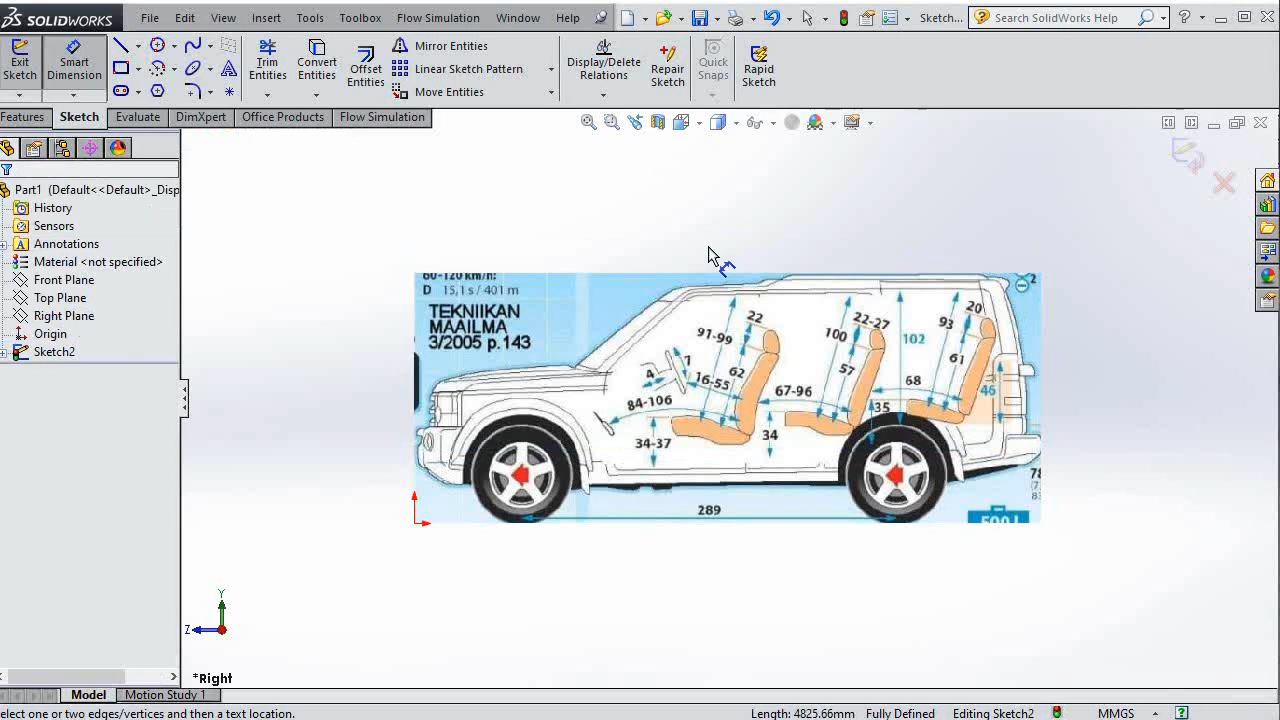 SOLIDWORKS File Edit View Insert Tools Toolbox Flow Simulation Window Help Sketch... Search SolidWorks Help
Exit Sketch
Smart Dimension
Trim Entities
Convert Entities
Offset Entities
Mirror Entities
Linear Sketch Pattern
Move Entities
Display/Delete Relations
Repair Sketch
Quick Snaps
Rapid Sketch
Features Sketch Evaluate DimXpert Office Products Flow Simulation
Part1 (Default<<Default>_Disp
History
Sensors
Annotations
Material <not specified>
Front Plane
Top Plane
Right Plane
Origin
Sketch2
60-120 km/h:
D 15,1 s / 401 m
TEKNIIKAN
MAAILMA
3/2005 p.143
22
91-99
7
4
16-55
62
84-106
34-37
67-96
34
22-27
100
57
35
102
20
93
61
68
46
289
500 l
2
Y
Z
*Right
Model Motion Study 1
elect one or two edges/vertices and then a text location. Length: 4825.66mm Fully Defined Editing Sketch2 MMGS